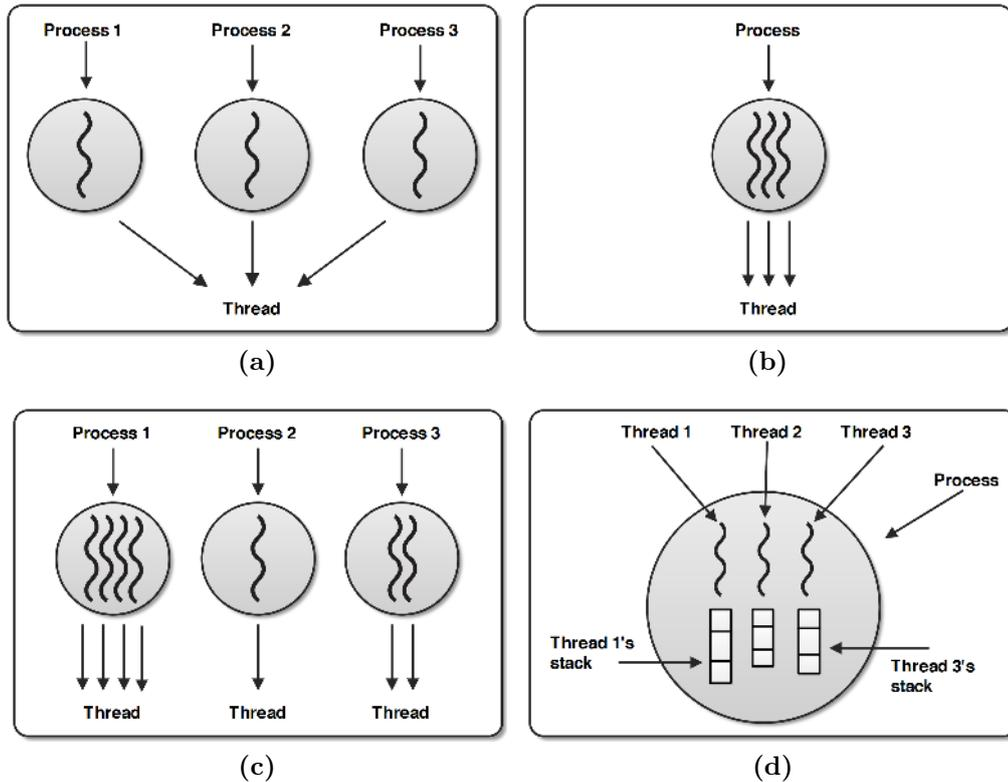 Process 1
Process 2
Process 3
Thread
(a)
Process
Thread
(b)
Process 1
Process 2
Process 3
Thread
Thread
Thread
(c)
Thread 1
Thread 2
Thread 3
Process
Thread 1's
stack
Thread 3's
stack
(d)